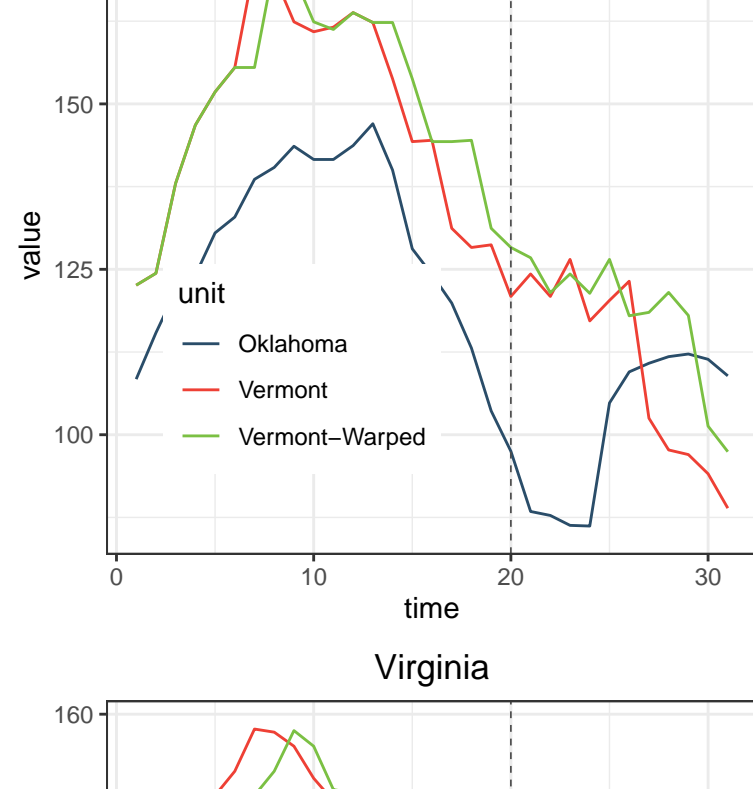 150
value
125
unit
Oklahoma
Vermont
Vermont−Warped
100
0 10 20 30
time
Virginia
160